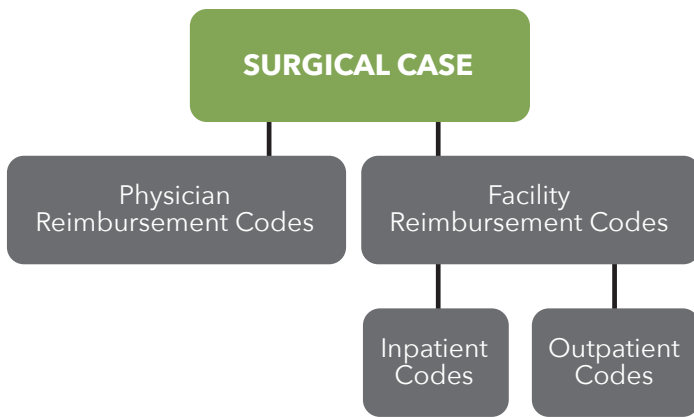 SURGICAL CASE
Physician
Reimbursement Codes
Facility
Reimbursement Codes
Inpatient
Codes
Outpatient
Codes